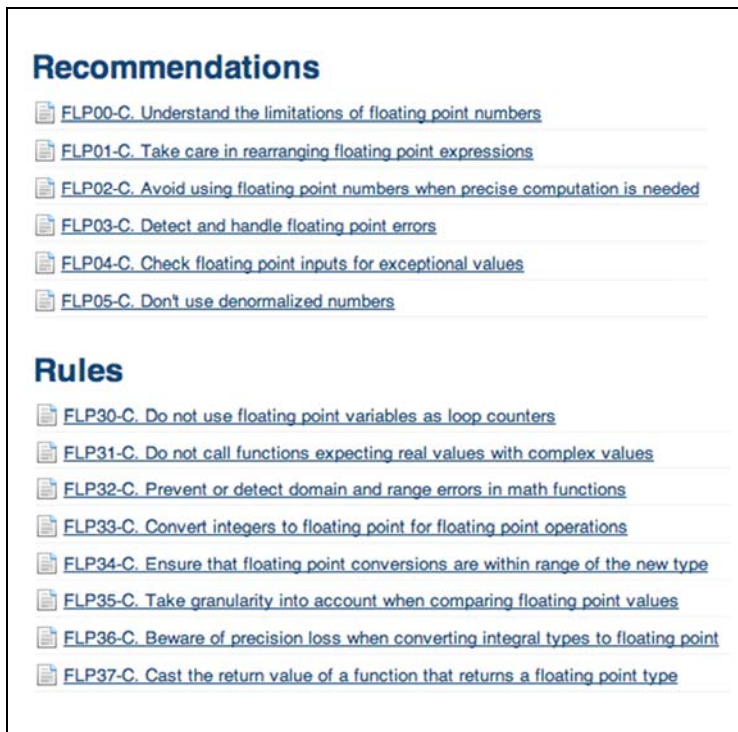 Recommendations
FLP00-C. Understand the limitations of floating point numbers
FLP01-C. Take care in rearranging floating point expressions
FLP02-C. Avoid using floating point numbers when precise computation is needed
FLP03-C. Detect and handle floating point errors
FLP04-C. Check floating point inputs for exceptional values
FLP05-C. Don't use denormalized numbers
Rules
FLP30-C. Do not use floating point variables as loop counters
FLP31-C. Do not call functions expecting real values with complex values
FLP32-C. Prevent or detect domain and range errors in math functions
FLP33-C. Convert integers to floating point for floating point operations
FLP34-C. Ensure that floating point conversions are within range of the new type
FLP35-C. Take granularity into account when comparing floating point values
FLP36-C. Beware of precision loss when converting integral types to floating point
FLP37-C. Cast the return value of a function that returns a floating point type